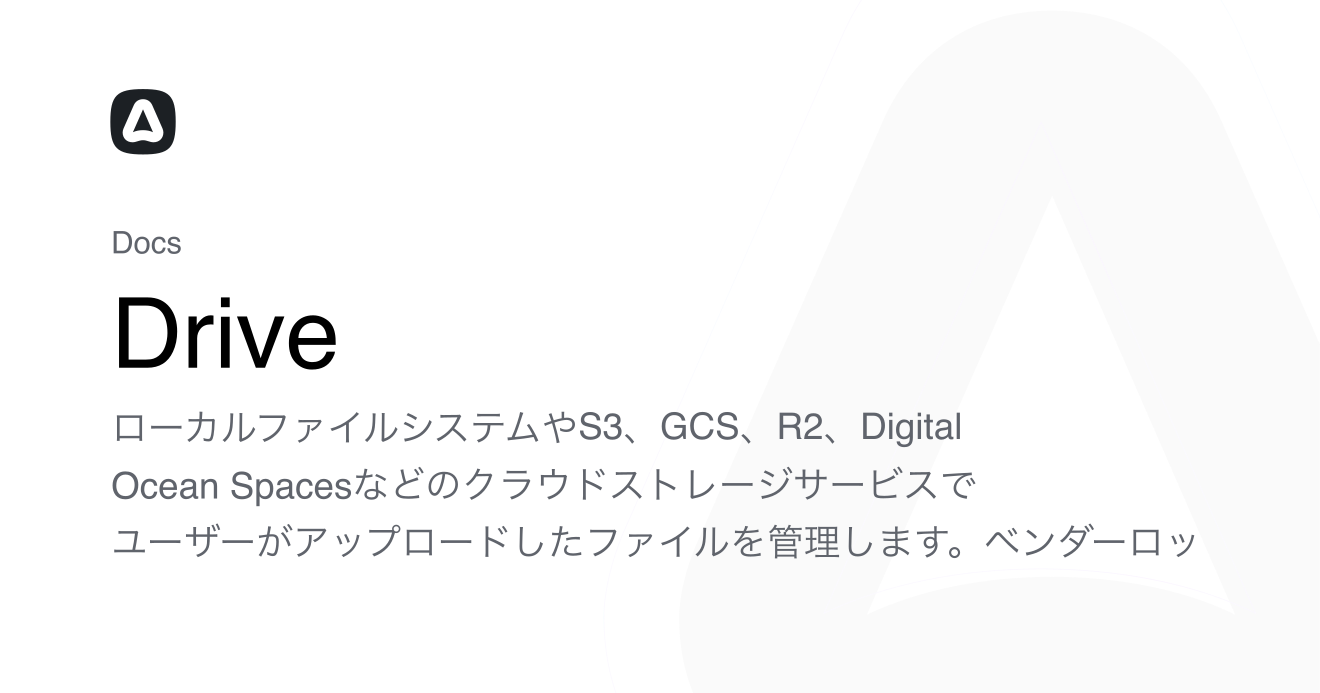 Docs
Drive
ローカルファイルシステムやS3、GCS、R2、Digital
Ocean Spacesなどのクラウドストレージサービスで
ユーザーがアップロードしたファイルを管理します。ベンダーロッ